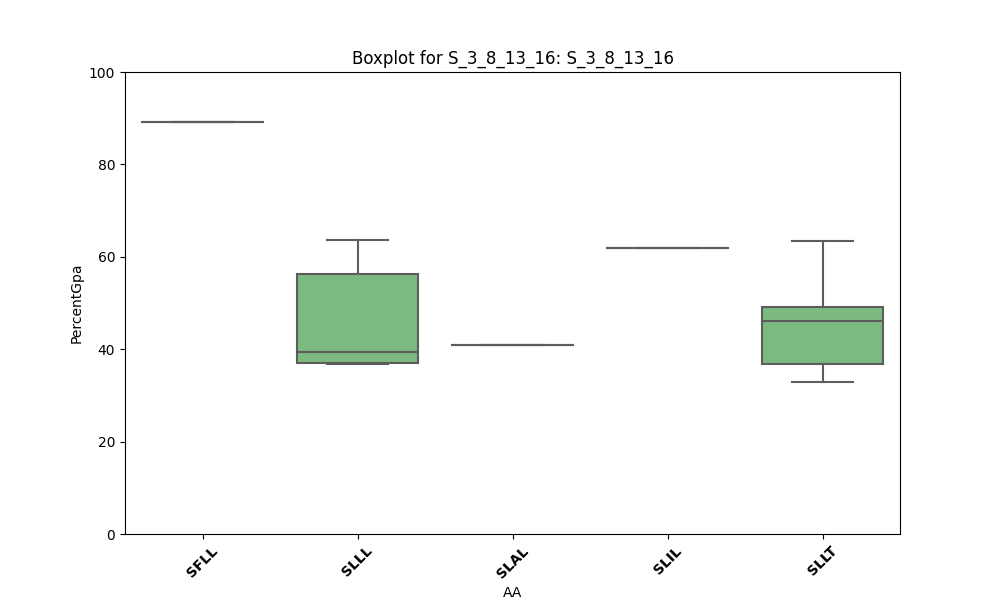 Boxplot for S_3_8_13_16: S_3_8_13_16
100
80
60
40
20
0
PercentGpa
SFLL
SLLL
SLAL
SLIL
SLLT
AA